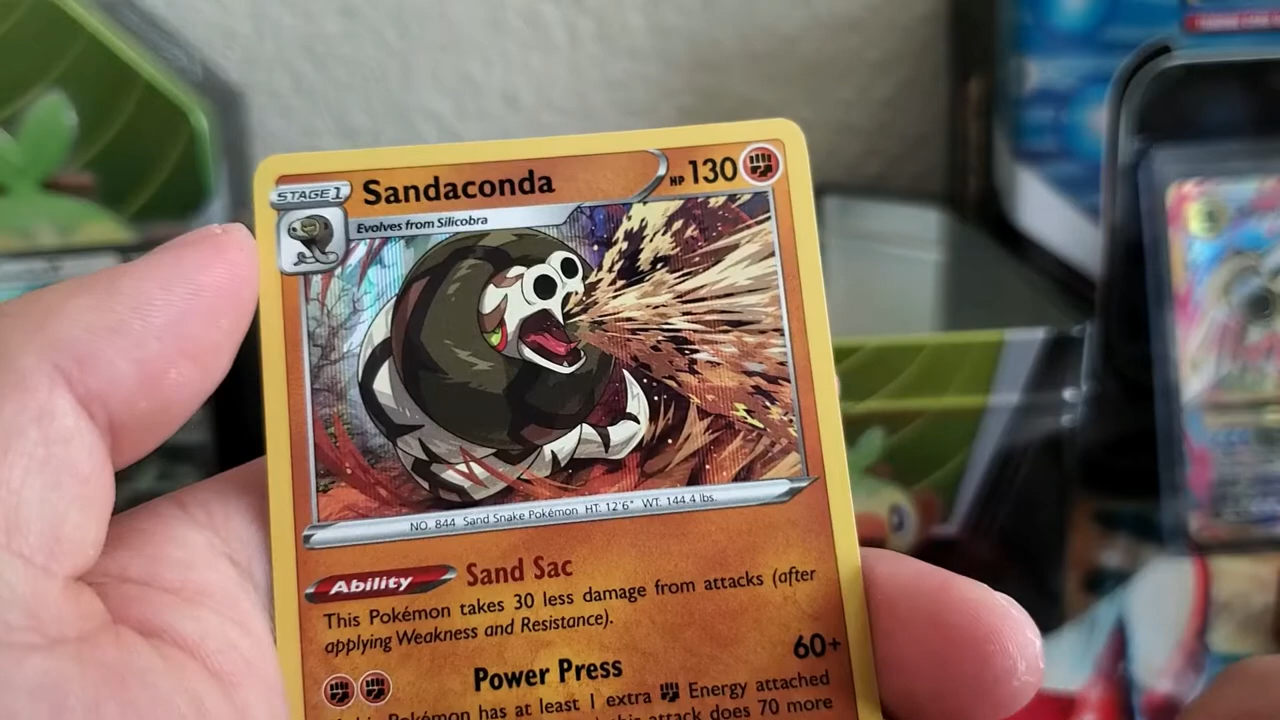 STAGE 1
Sandaconda
HP 130
Evolves from Silicobra
NO. 844 Sand Snake Pokémon HT: 12'6" WT: 144.4 lbs.
Ability Sand Sac
This Pokémon takes 30 less damage from attacks (after
applying Weakness and Resistance).
Power Press 60+
Pokémon has at least 1 extra Energy attached
this attack does 70 more